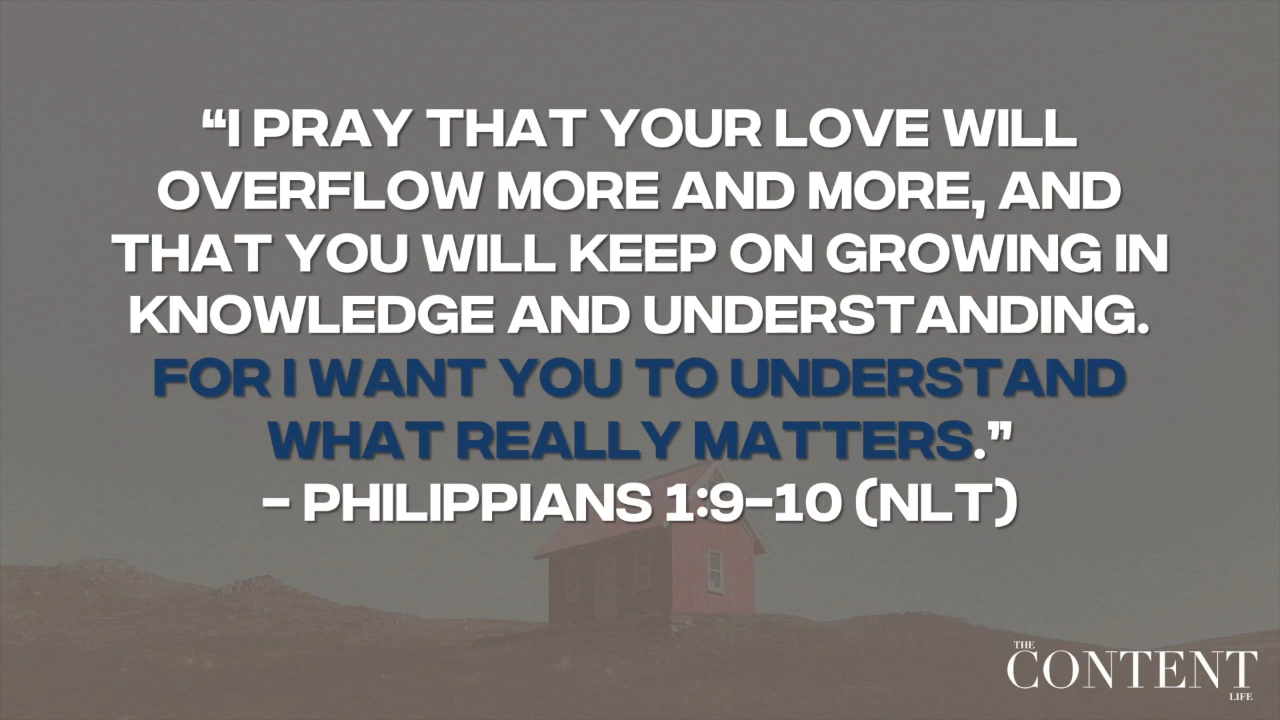 “I PRAY THAT YOUR LOVE WILL
OVERFLOW MORE AND MORE, AND
THAT YOU WILL KEEP ON GROWING IN
KNOWLEDGE AND UNDERSTANDING.
FOR I WANT YOU TO UNDERSTAND
WHAT REALLY MATTERS.”
- PHILIPPIANS 1:9-10 (NLT)
THE
CONTENT
LIFE